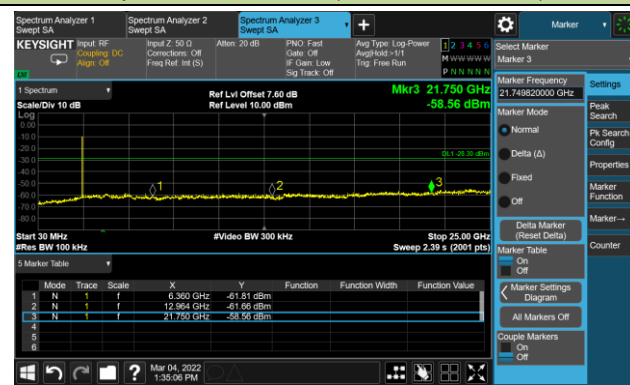 Spectrum Analyzer 1
Swept SA
Spectrum Analyzer 2
Swept SA
Spectrum Analyzer 3
Swept SA
Marker
KEYSIGHT
Input: RF
Coupling: DC
Align: Off
Input Z: 50 Ω
Corrections: Off
Freq Ref: Int (S)
Atten: 20 dB
PNO: Fast
Gate: Off
IF Gain: Low
Sig Track: Off
Avg Type: Log-Power
Avg|Hold:>1/1
Trig: Free Run
1 2 3 4 5 6
M W W W W W
P N N N N N
Select Marker
Marker 3
1 Spectrum
Scale/Div 10 dB
Ref Lvl Offset 7.60 dB
Ref Level 10.00 dBm
Mkr3 21.750 GHz
-58.56 dBm
Log
0.00
-10.0
-20.0
-30.0
-40.0
-50.0
-60.0
-70.0
-80.0
DL1 -28.30 dBm
1
2
3
Start 30 MHz
#Res BW 100 kHz
#Video BW 300 kHz
Stop 25.00 GHz
Sweep 2.39 s (2001 pts)
5 Marker Table
Mode Trace Scale X Y Function Function Width Function Value
1 N 1 f 6.360 GHz -61.81 dBm
2 N 1 f 12.964 GHz -61.66 dBm
3 N 1 f 21.750 GHz -58.56 dBm
4
5
6
Marker Frequency
21.749820000 GHz
Marker Mode
Normal
Delta (Δ)
Fixed
Off
Delta Marker
(Reset Delta)
Marker Table
On
Off
Marker Settings
Diagram
All Markers Off
Couple Markers
On
Off
Settings
Peak
Search
Pk Search
Config
Properties
Marker
Function
Marker→
Counter
Mar 04, 2022
1:35:06 PM